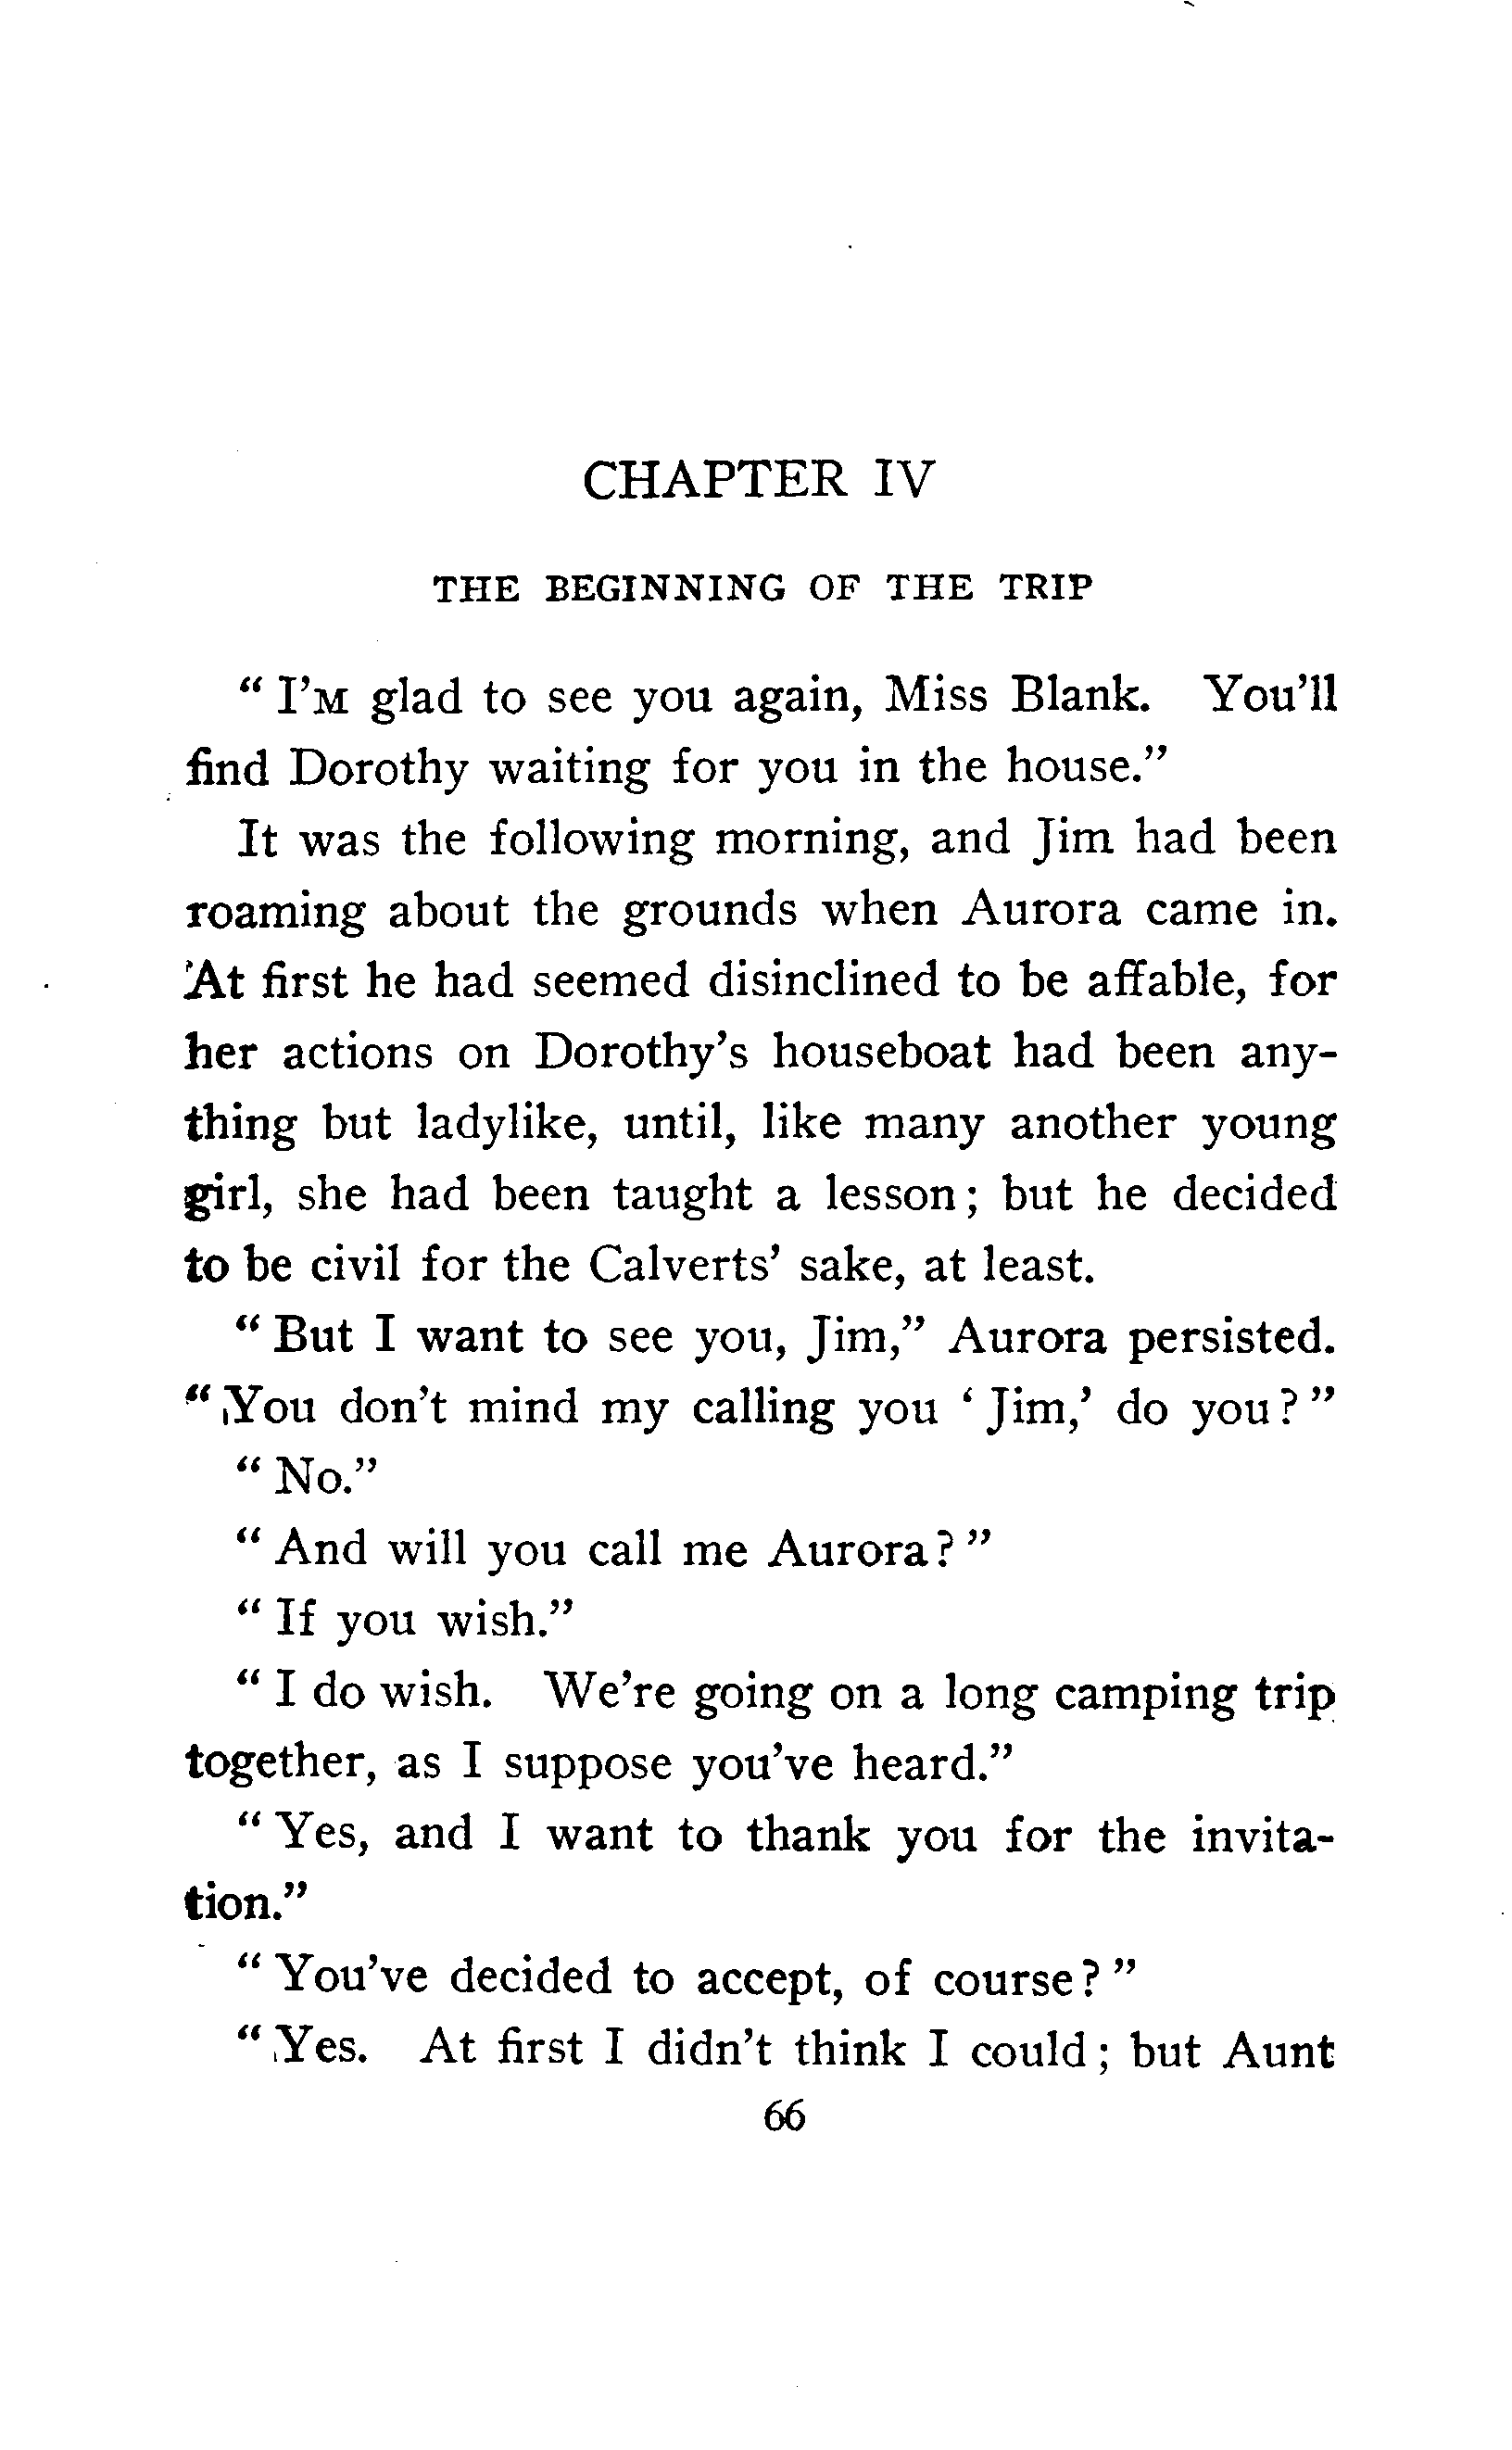 CHAPTER IV
THE BEGINNING OF THE TRIP
" I'M glad to see you again, Miss Blank. You'll
find Dorothy waiting for you in the house."
It was the following morning, and Jim had been
roaming about the grounds when Aurora came in.
At first he had seemed disinclined to be affable, for
her actions on Dorothy's houseboat had been any-
thing but ladylike, until, like many another young
girl, she had been taught a lesson; but he decided
to be civil for the Calverts' sake, at least.
" But I want to see you, Jim," Aurora persisted.
" You don't mind my calling you ' Jim,' do you? "
" No."
" And will you call me Aurora? "
" If you wish."
" I do wish. We're going on a long camping trip
together, as I suppose you've heard."
" Yes, and I want to thank you for the invita-
tion."
" You've decided to accept, of course? "
" Yes. At first I didn't think I could; but Aunt
66